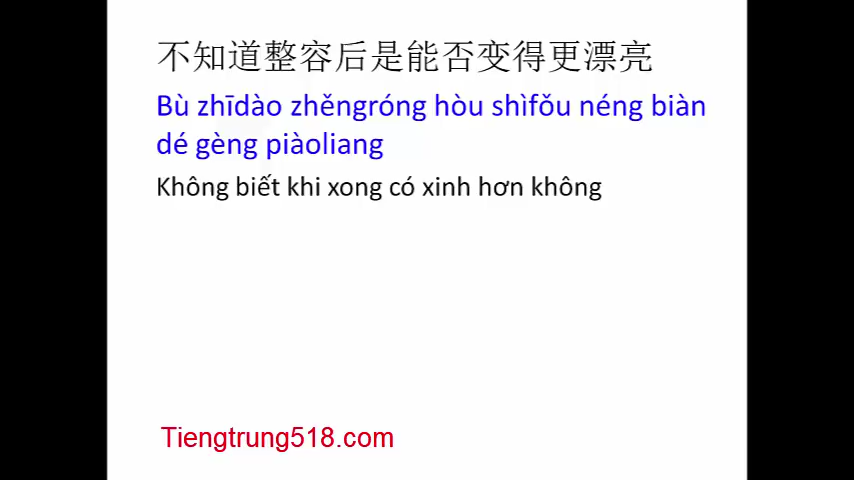 不知道整容后是能否变得更漂亮
Bù zhīdào zhěngróng hòu shìfǒu néng biàn
dé gèng piàoliang
Không biết khi xong có xinh hơn không
Tiengtrung518.com